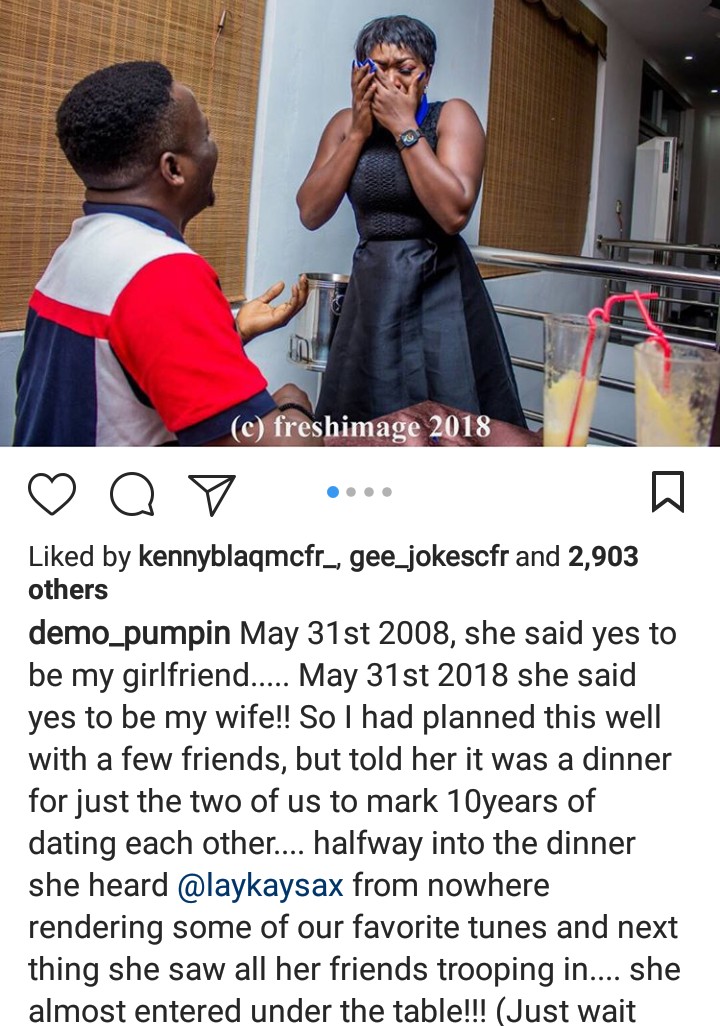 (c) freshimage 2018
Liked by kennyblaqmcfr_, gee_jokescfr and 2,903
others
demo_pumpin May 31st 2008, she said yes to
be my girlfriend..... May 31st 2018 she said
yes to be my wife!! So I had planned this well
with a few friends, but told her it was a dinner
for just the two of us to mark 10years of
dating each other.... halfway into the dinner
she heard @laykaysax from nowhere
rendering some of our favorite tunes and next
thing she saw all her friends trooping in.... she
almost entered under the table!!! (Just wait